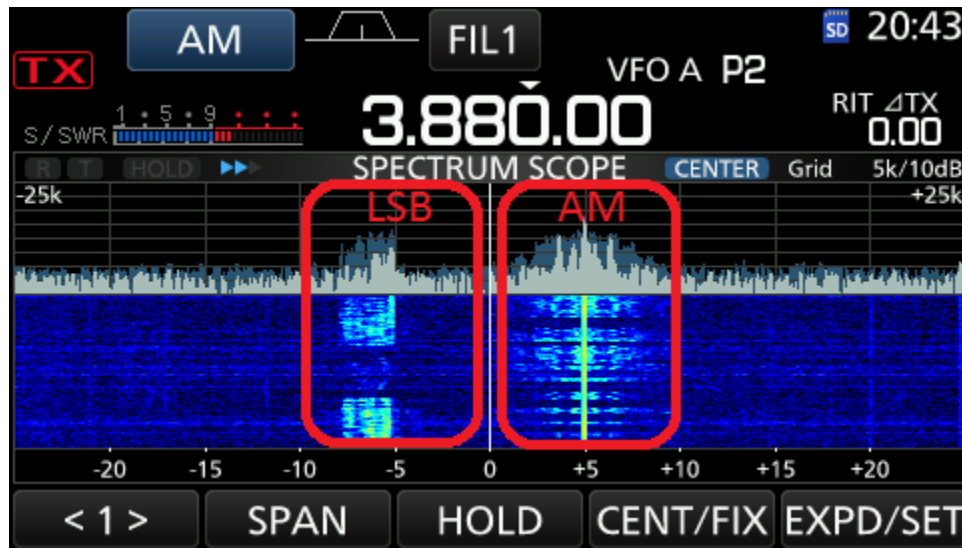 AM FIL1 SD 20:43
TX VFO A P2
1 5 9 3.880.00 RIT ⊿TX
S/SWR 0.00
R T HOLD SPECTRUM SCOPE CENTER Grid 5k/10dB
-25k LSB AM +25k
-20 -15 -10 -5 0 +5 +10 +15 +20
< 1 > SPAN HOLD CENT/FIX EXPD/SET